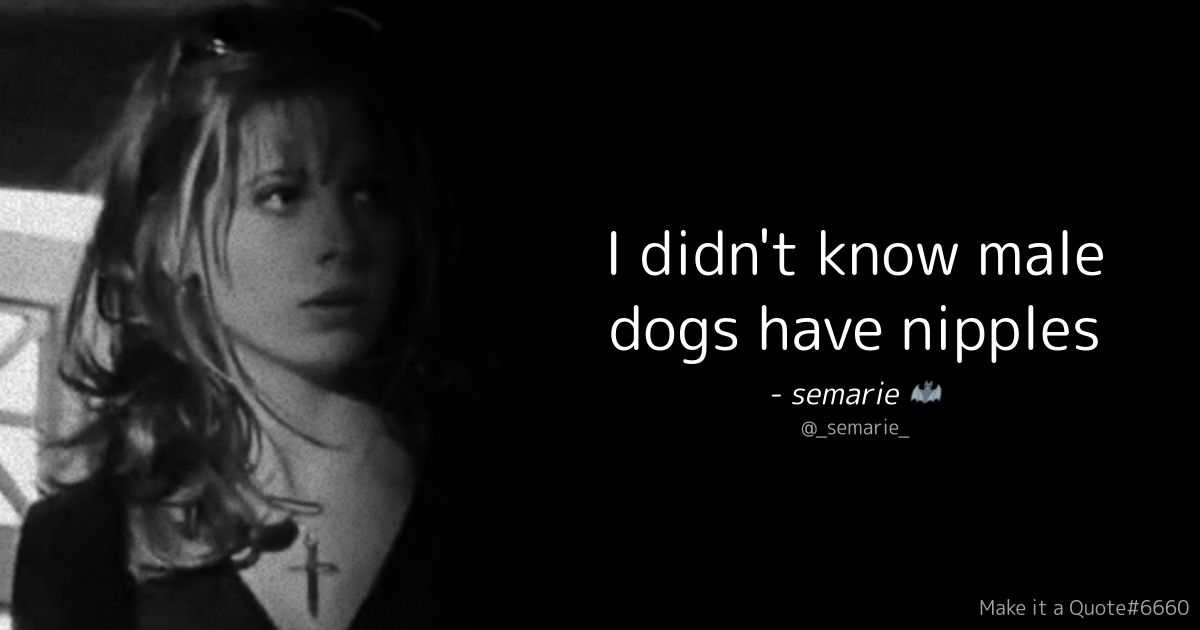 I didn't know male
dogs have nipples
- semarie 🦇
@_semarie_
Make it a Quote#6660